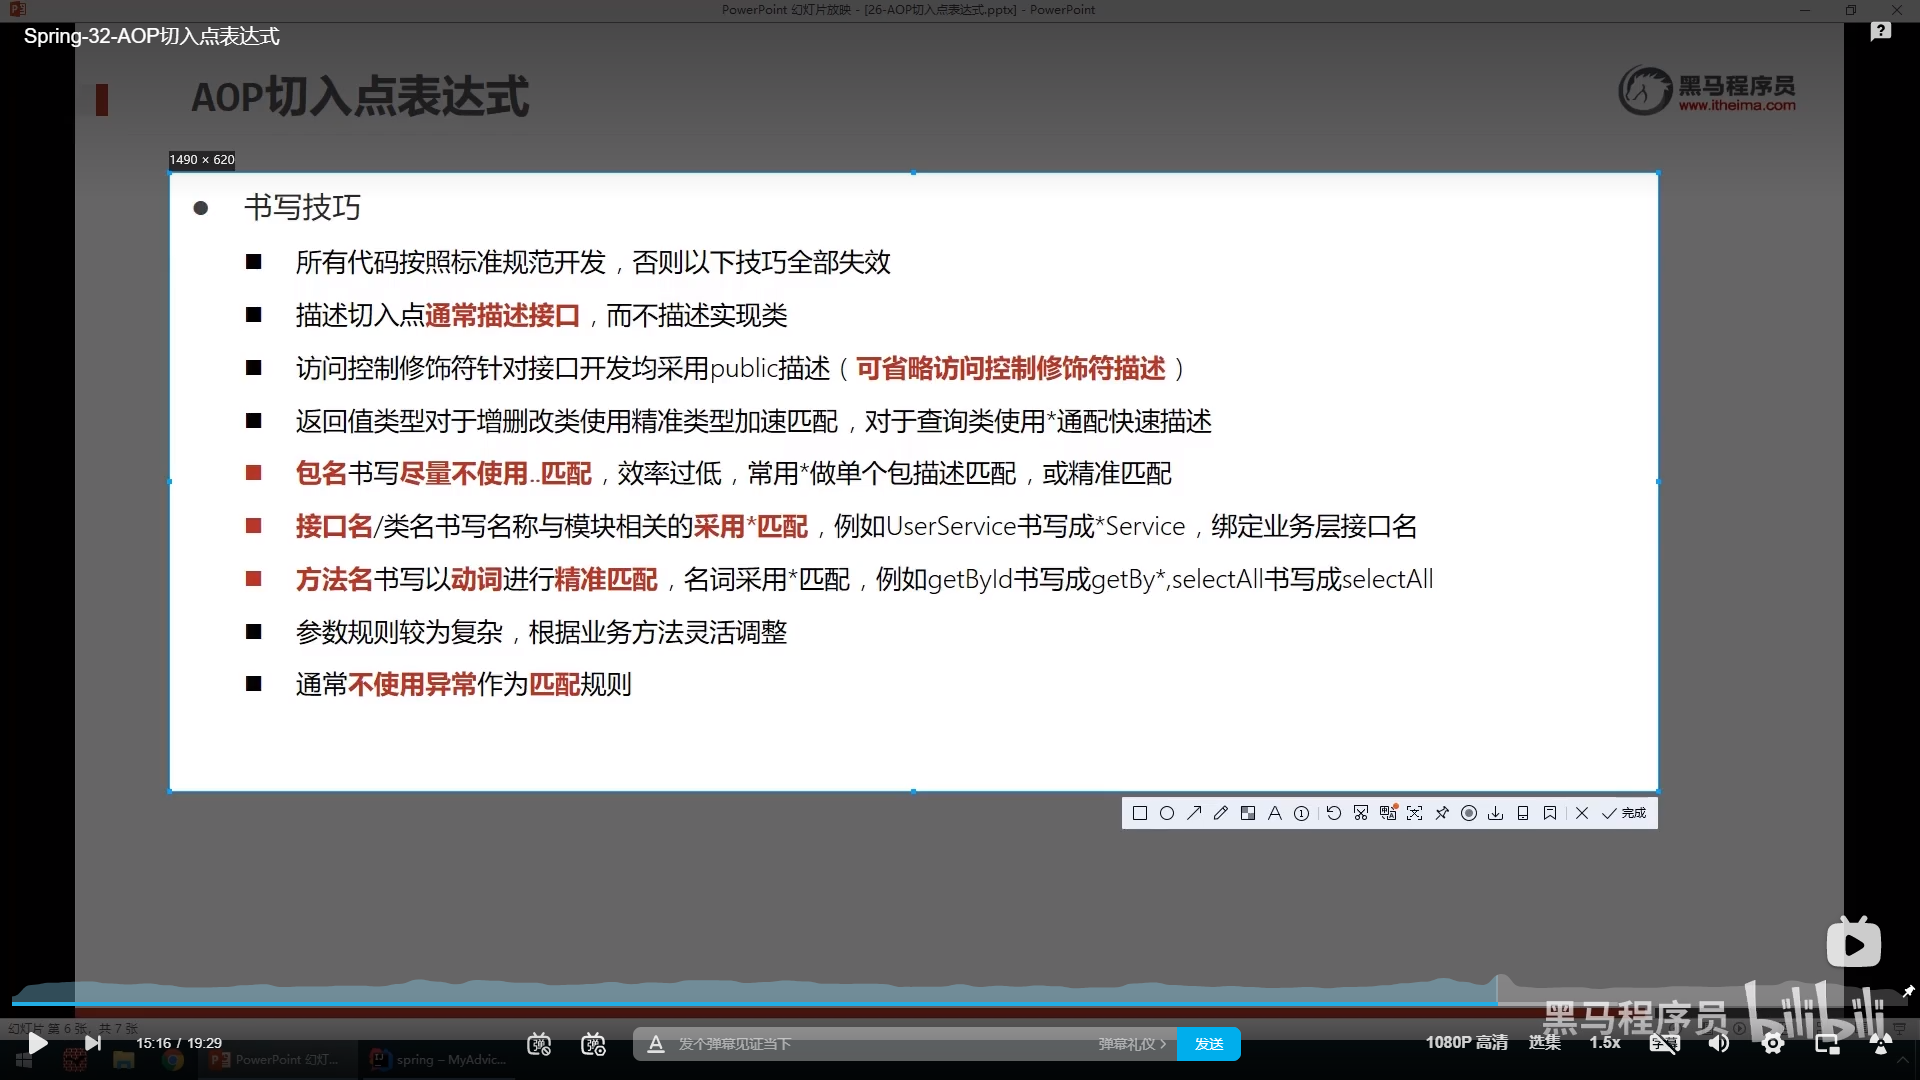 PowerPoint 幻灯片放映 - [26-AOP切入点表达式.pptx] - PowerPoint
Spring-32-AOP切入点表达式
AOP切入点表达式
黑马程序员
www.itheima.com
1490 × 620
● 书写技巧
■ 所有代码按照标准规范开发，否则以下技巧全部失效
■ 描述切入点通常描述接口，而不描述实现类
■ 访问控制修饰符针对接口开发均采用public描述（可省略访问控制修饰符描述）
■ 返回值类型对于增删改类使用精准类型加速匹配，对于查询类使用*通配快速描述
■ 包名书写尽量不使用..匹配，效率过低，常用*做单个包描述匹配，或精准匹配
■ 接口名/类名书写名称与模块相关的采用*匹配，例如UserService书写成*Service，绑定业务层接口名
■ 方法名书写以动词进行精准匹配，名词采用*匹配，例如getById书写成getBy*,selectAll书写成selectAll
■ 参数规则较为复杂，根据业务方法灵活调整
■ 通常不使用异常作为匹配规则
完成
黑马程序员 bilibili
幻灯片 第 6 张，共 7 张
15:16 / 19:29
弹
弹
发个弹幕见证当下
弹幕礼仪 >
发送
1080P 高清
选集
1.5x
字幕
PowerPoint 幻灯...
spring – MyAdvic...